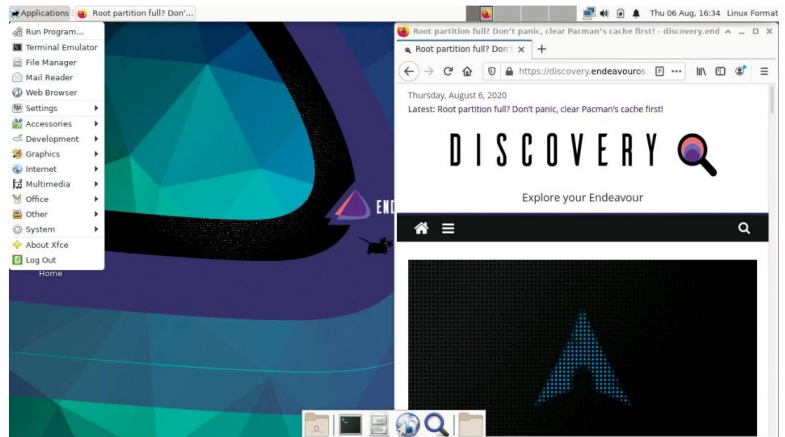 Applications
Root partition full? Don'...
Thu 06 Aug, 16:34 Linux Format
Run Program...
Terminal Emulator
File Manager
Mail Reader
Web Browser
Settings
Accessories
Development
Graphics
Internet
Multimedia
Office
Other
System
About Xfce
Log Out
Home
END
Root partition full? Don't panic, clear Pacman's cache first! - discovery.end
Root partition full? Don't
https://discovery.endeavouros.
Thursday, August 6, 2020
Latest: Root partition full? Don't panic, clear Pacman's cache first!
DISCOVERY
Explore your Endeavour